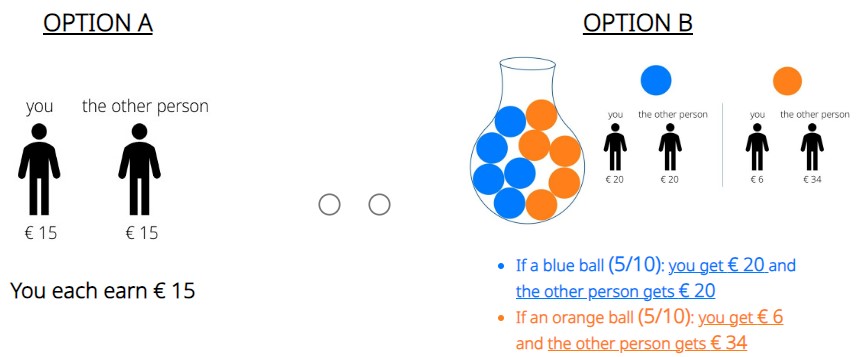 OPTION A
you the other person
€ 15 € 15
You each earn € 15
OPTION B
you the other person you the other person
€ 20 € 20 € 6 € 34
• If a blue ball (5/10): you get € 20 and
the other person gets € 20
• If an orange ball (5/10): you get € 6
and the other person gets € 34